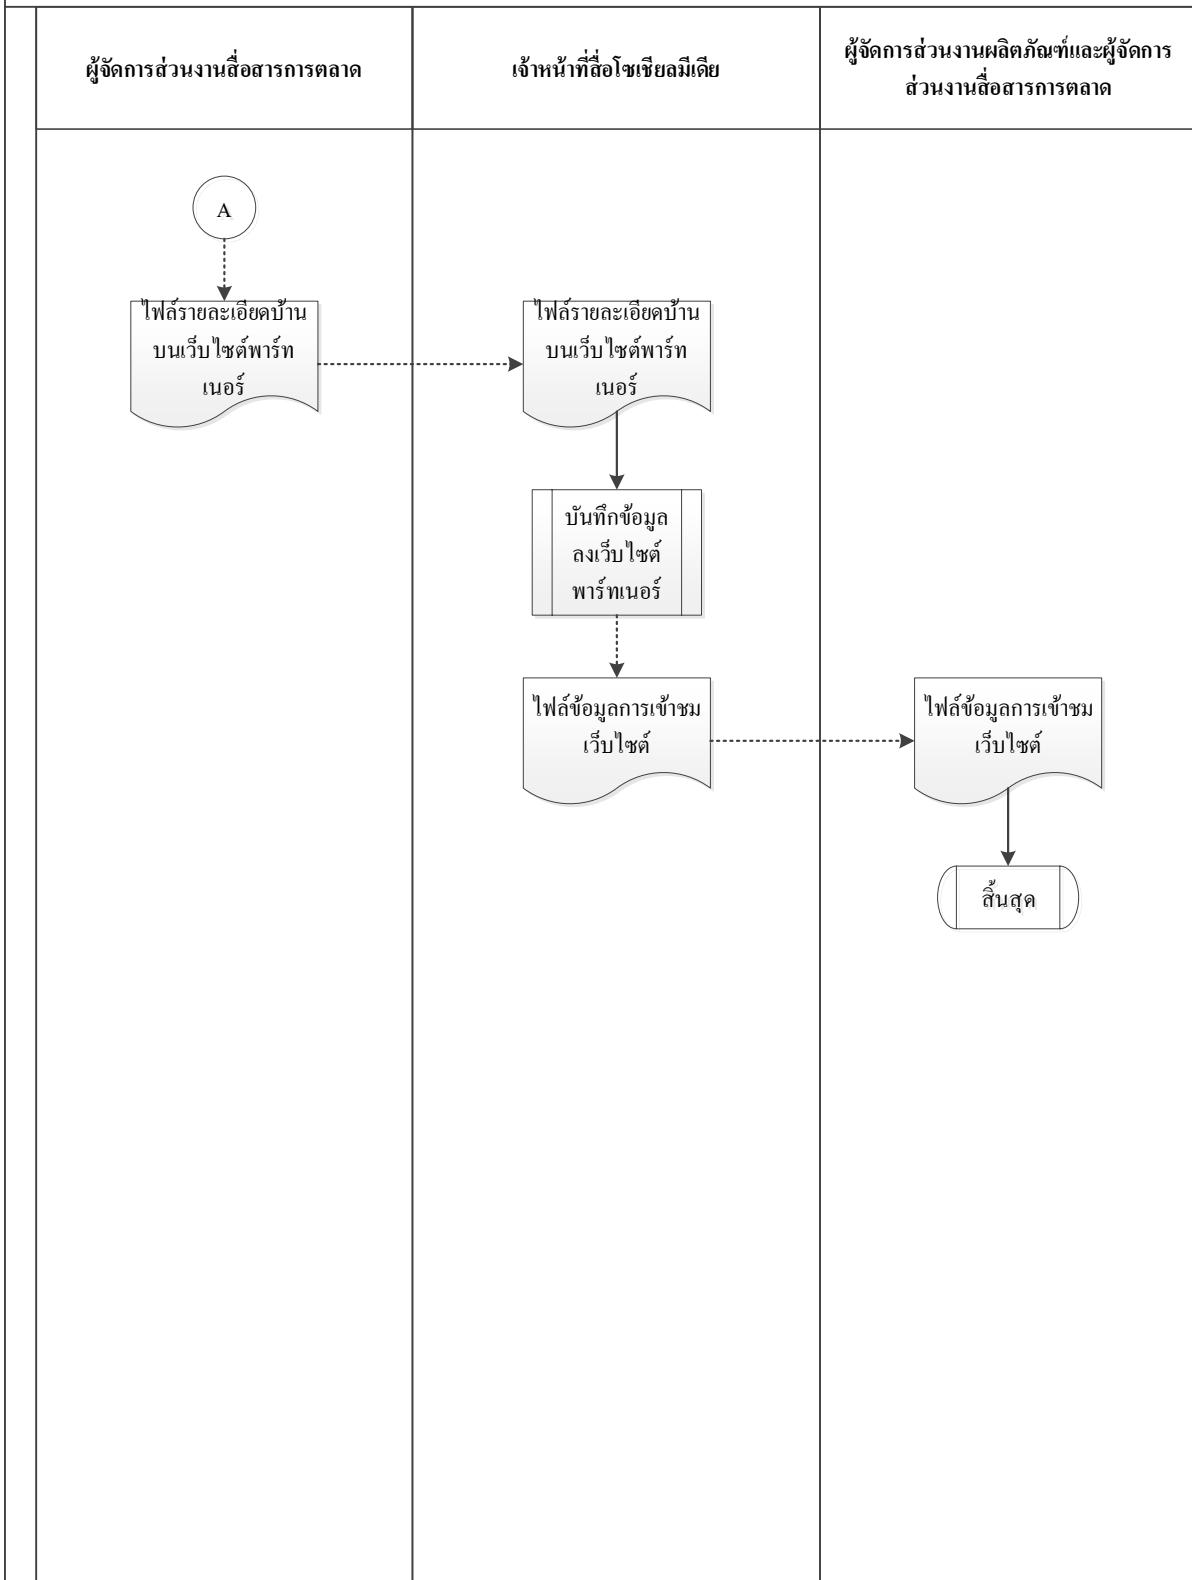 ผู้จัดการส่วนงานสื่อสารการตลาด
เจ้าหน้าที่สื่อโซเชียลมีเดีย
ผู้จัดการส่วนงานผลิตภัณฑ์และผู้จัดการ
ส่วนงานสื่อสารการตลาด
A
ไฟล์รายละเอียดบ้าน
บนเว็บไซต์พาร์ท
เนอร์
ไฟล์รายละเอียดบ้าน
บนเว็บไซต์พาร์ท
เนอร์
บันทึกข้อมูล
ลงเว็บไซต์
พาร์ทเนอร์
ไฟล์ข้อมูลการเข้าชม
เว็บไซต์
ไฟล์ข้อมูลการเข้าชม
เว็บไซต์
สิ้นสุด